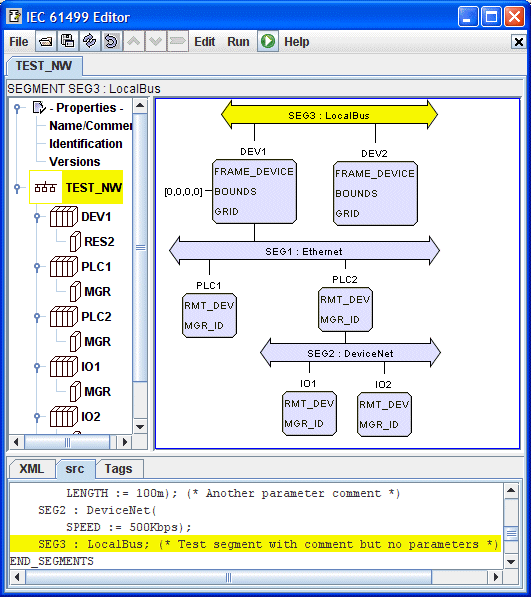 IEC 61499 Editor
File Edit Run Help
TEST_NW
SEGMENT SEG3 : LocalBus
- Properties -
Name/Commer
Identification
Versions
TEST_NW
DEV1
RES2
PLC1
MGR
PLC2
MGR
IO1
MGR
IO2
SEG3 : LocalBus
DEV1 DEV2
FRAME_DEVICE FRAME_DEVICE
[0,0,0,0] BOUNDS BOUNDS
GRID GRID
SEG1 : Ethernet
PLC1 PLC2
RMT_DEV RMT_DEV
MGR_ID MGR_ID
SEG2 : DeviceNet
IO1 IO2
RMT_DEV RMT_DEV
MGR_ID MGR_ID
XML src Tags
LENGTH := 100m); (* Another parameter comment *)
SEG2 : DeviceNet(
SPEED := 500Kbps);
SEG3 : LocalBus; (* Test segment with comment but no parameters *)
END_SEGMENTS